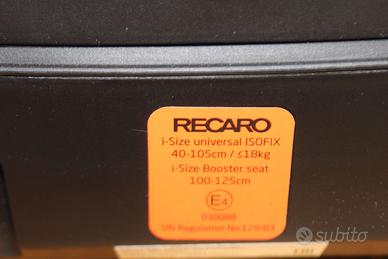 RECARO
i-Size universal ISOFIX
40-105cm / ≤18kg
i-Size Booster seat
100-125cm
E4
030088
UN Regulation No.129/03
subito